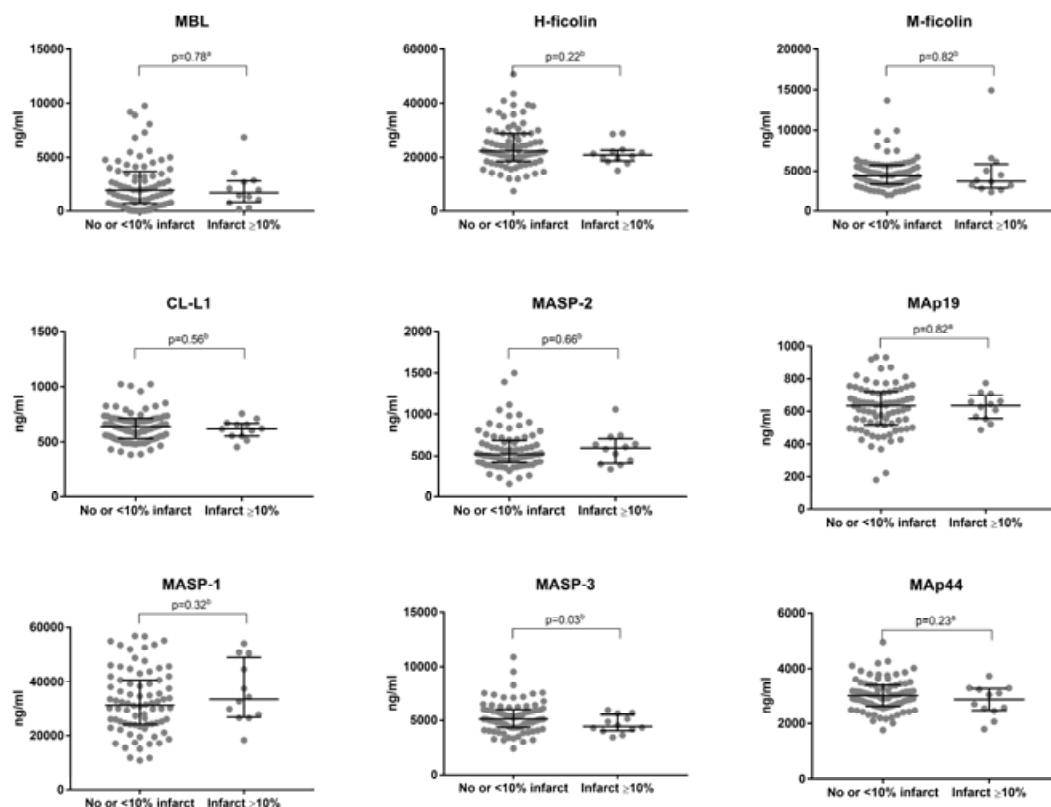 MBL
p=0.78ᵃ
15000
10000
5000
0
ng/ml
No or <10% infarct
Infarct ≥10%
H-ficolin
p=0.22ᵇ
60000
40000
20000
0
ng/ml
No or <10% infarct
Infarct ≥10%
M-ficolin
p=0.82ᵇ
20000
15000
10000
5000
0
ng/ml
No or <10% infarct
Infarct ≥10%
CL-L1
p=0.56ᵇ
1500
1000
500
0
ng/ml
No or <10% infarct
Infarct ≥10%
MASP-2
p=0.66ᵇ
2000
1500
1000
500
0
ng/ml
No or <10% infarct
Infarct ≥10%
MAp19
p=0.82ᵃ
1000
800
600
400
200
0
ng/ml
No or <10% infarct
Infarct ≥10%
MASP-1
p=0.32ᵇ
60000
40000
20000
0
ng/ml
No or <10% infarct
Infarct ≥10%
MASP-3
p=0.03ᵇ
15000
10000
5000
0
ng/ml
No or <10% infarct
Infarct ≥10%
MAp44
p=0.23ᵃ
6000
4000
2000
0
ng/ml
No or <10% infarct
Infarct ≥10%